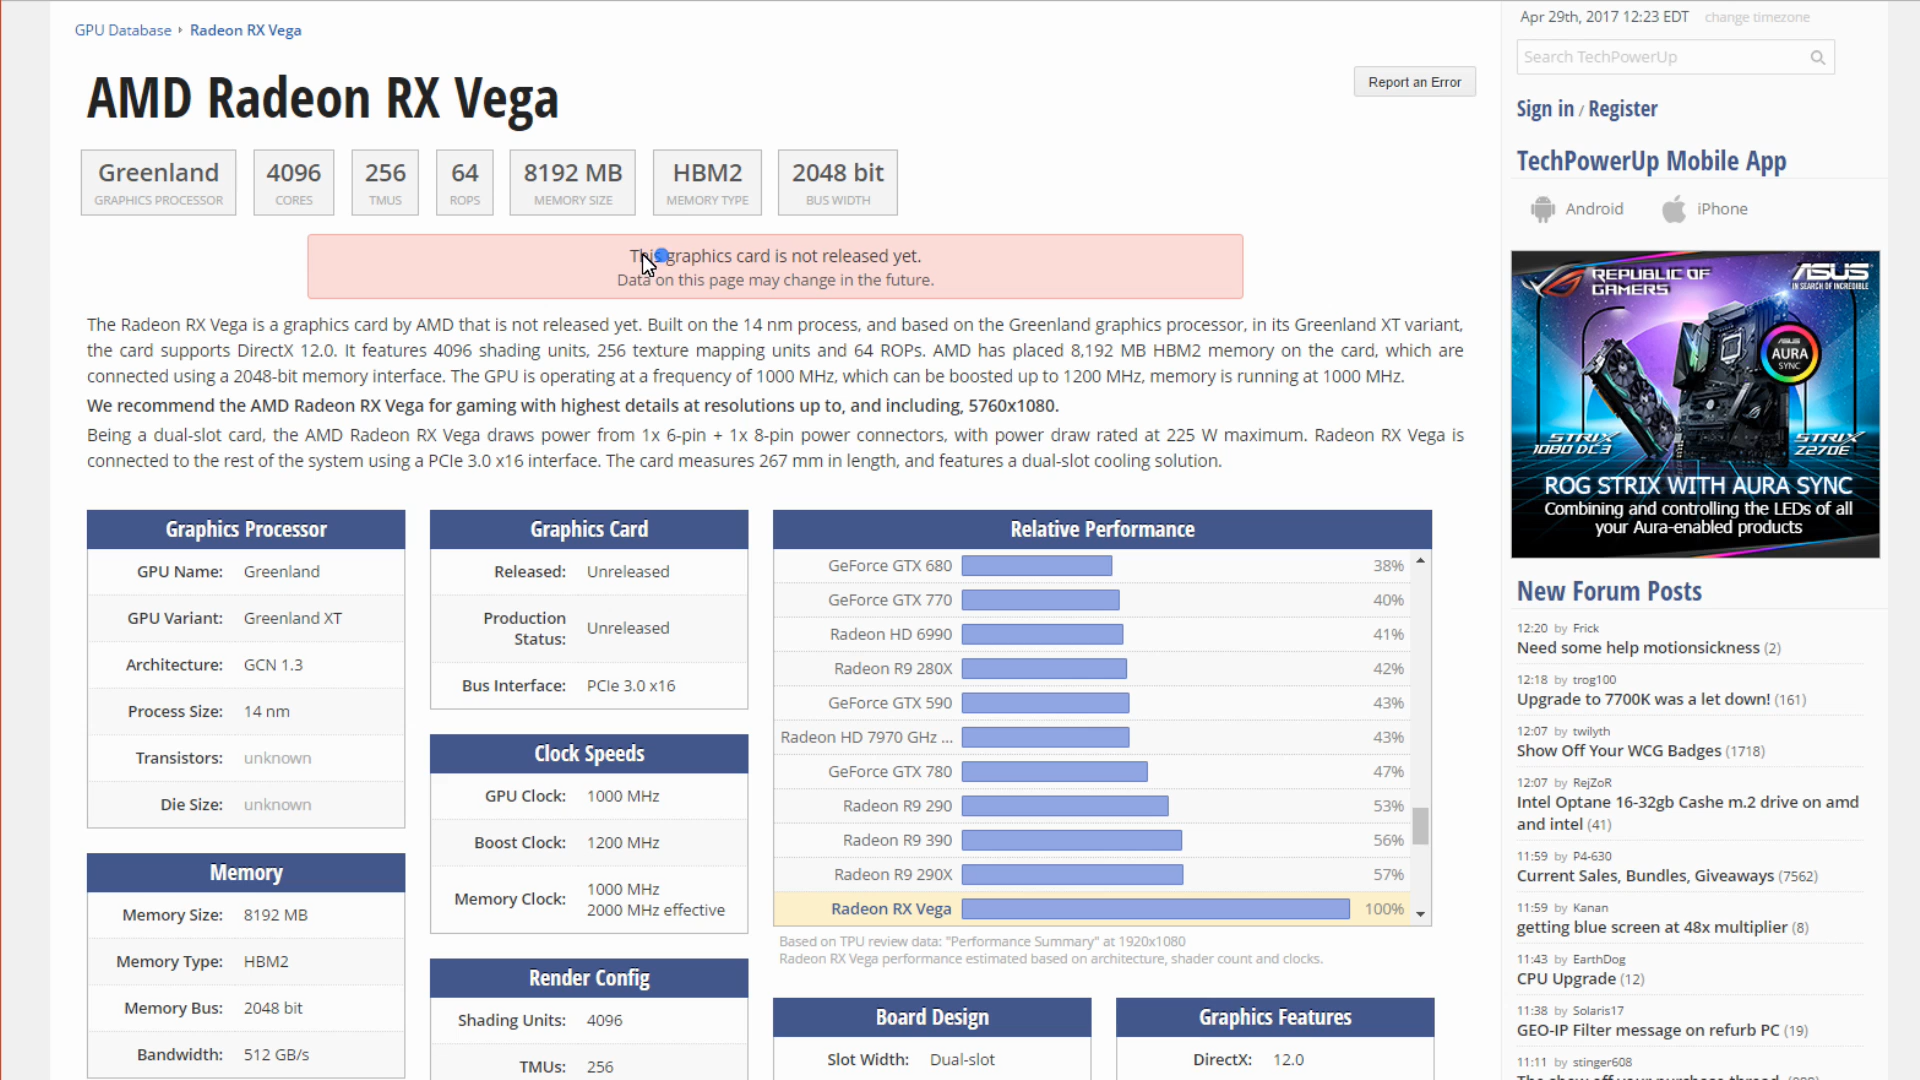 GPU Database › Radeon RX Vega
AMD Radeon RX Vega
Report an Error
Greenland
GRAPHICS PROCESSOR
4096
CORES
256
TMUS
64
ROPS
8192 MB
MEMORY SIZE
HBM2
MEMORY TYPE
2048 bit
BUS WIDTH
This graphics card is not released yet.
Data on this page may change in the future.
The Radeon RX Vega is a graphics card by AMD that is not released yet. Built on the 14 nm process, and based on the Greenland graphics processor, in its Greenland XT variant,
the card supports DirectX 12.0. It features 4096 shading units, 256 texture mapping units and 64 ROPs. AMD has placed 8,192 MB HBM2 memory on the card, which are
connected using a 2048-bit memory interface. The GPU is operating at a frequency of 1000 MHz, which can be boosted up to 1200 MHz, memory is running at 1000 MHz.
We recommend the AMD Radeon RX Vega for gaming with highest details at resolutions up to, and including, 5760x1080.
Being a dual-slot card, the AMD Radeon RX Vega draws power from 1x 6-pin + 1x 8-pin power connectors, with power draw rated at 225 W maximum. Radeon RX Vega is
connected to the rest of the system using a PCIe 3.0 x16 interface. The card measures 267 mm in length, and features a dual-slot cooling solution.
Graphics Processor
GPU Name: Greenland
GPU Variant: Greenland XT
Architecture: GCN 1.3
Process Size: 14 nm
Transistors: unknown
Die Size: unknown
Memory
Memory Size: 8192 MB
Memory Type: HBM2
Memory Bus: 2048 bit
Bandwidth: 512 GB/s
Graphics Card
Released: Unreleased
Production
Status: Unreleased
Bus Interface: PCIe 3.0 x16
Clock Speeds
GPU Clock: 1000 MHz
Boost Clock: 1200 MHz
Memory Clock: 1000 MHz
2000 MHz effective
Render Config
Shading Units: 4096
TMUs: 256
Relative Performance
GeForce GTX 680 38%
GeForce GTX 770 40%
Radeon HD 6990 41%
Radeon R9 280X 42%
GeForce GTX 590 43%
Radeon HD 7970 GHz ... 43%
GeForce GTX 780 47%
Radeon R9 290 53%
Radeon R9 390 56%
Radeon R9 290X 57%
Radeon RX Vega 100%
Based on TPU review data: "Performance Summary" at 1920x1080
Radeon RX Vega performance estimated based on architecture, shader count and clocks.
Board Design
Slot Width: Dual-slot
Graphics Features
DirectX: 12.0
Apr 29th, 2017 12:23 EDT change timezone
Search TechPowerUp
Sign in / Register
TechPowerUp Mobile App
Android iPhone
REPUBLIC OF
GAMERS
ASUS
IN SEARCH OF INCREDIBLE
ASUS
AURA
SYNC
STRIX
1080 DC3
STRIX
Z270E
ROG STRIX WITH AURA SYNC
Combining and controlling the LEDs of all
your Aura-enabled products
New Forum Posts
12:20 by Frick
Need some help motionsickness (2)
12:18 by trog100
Upgrade to 7700K was a let down! (161)
12:07 by twilyth
Show Off Your WCG Badges (1718)
12:07 by RejZoR
Intel Optane 16-32gb Cashe m.2 drive on amd
and intel (41)
11:59 by P4-630
Current Sales, Bundles, Giveaways (7562)
11:59 by Kanan
getting blue screen at 48x multiplier (8)
11:43 by EarthDog
CPU Upgrade (12)
11:38 by Solaris17
GEO-IP Filter message on refurb PC (19)
11:11 by stinger608